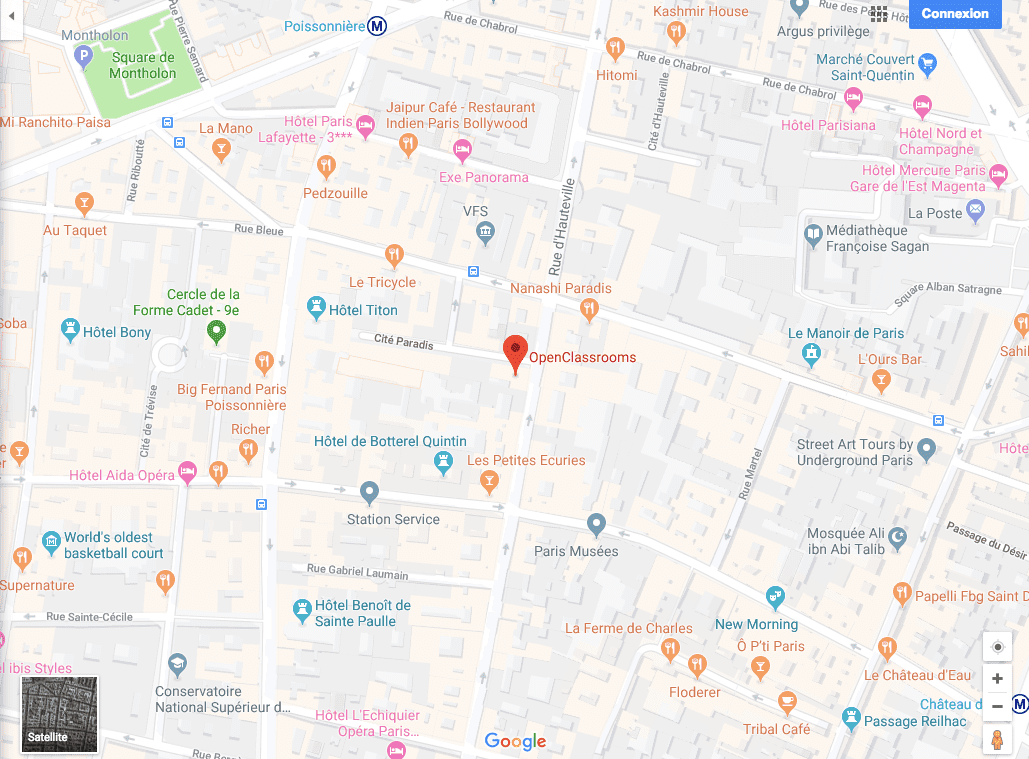 Poissonnière
M
Rue de Chabrol
Kashmir House
Argus privilège
Rue des Pe
Connexion
Montholon
P
Square de
Montholon
Rue Pierre Semard
Hitomi
Rue de Chabrol
Marché Couvert
Saint-Quentin
Rue de Chabrol
Hôtel Parisiana
Hôtel Nord et
Champagne
Mi Ranchito Paisa
La Mano
Hôtel Paris
Lafayette - 3***
Jaipur Café - Restaurant
Indien Paris Bollywood
Cité d'Hauteville
Hôtel Mercure Paris
Gare de l'Est Magenta
Rue Riboutté
Pedzouille
Exe Panorama
Rue d'Hauteville
La Poste
Au Taquet
Rue Bleue
VFS
Médiathèque
Françoise Sagan
Le Tricycle
Nanashi Paradis
Square Alban Satragne
Cercle de la
Forme Cadet - 9e
Hôtel Titon
Soba
Hôtel Bony
Cité Paradis
OpenClassrooms
Le Manoir de Paris
L'Ours Bar
Sahil
Big Fernand Paris
Poissonnière
Cité de Trévise
Richer
Hôtel de Botterel Quintin
Les Petites Ecuries
Street Art Tours by
Underground Paris
Hôte
Rue Martel
Hôtel Aida Opéra
Station Service
Paris Musées
Mosquée Ali
ibn Abi Talib
Passage du Désir
World's oldest
basketball court
Rue Gabriel Laumain
Supernature
Papelli Fbg Saint D
Rue Sainte-Cécile
Hôtel Benoît de
Sainte Paulle
New Morning
La Ferme de Charles
Ô P'ti Paris
el ibis Styles
Conservatoire
National Supérieur d...
Floderer
Le Château d'Eau
Château d
M
Tribal Café
Passage Reilhac
Hôtel L'Echiquier
Opéra Paris...
Satellite
Google
+
−